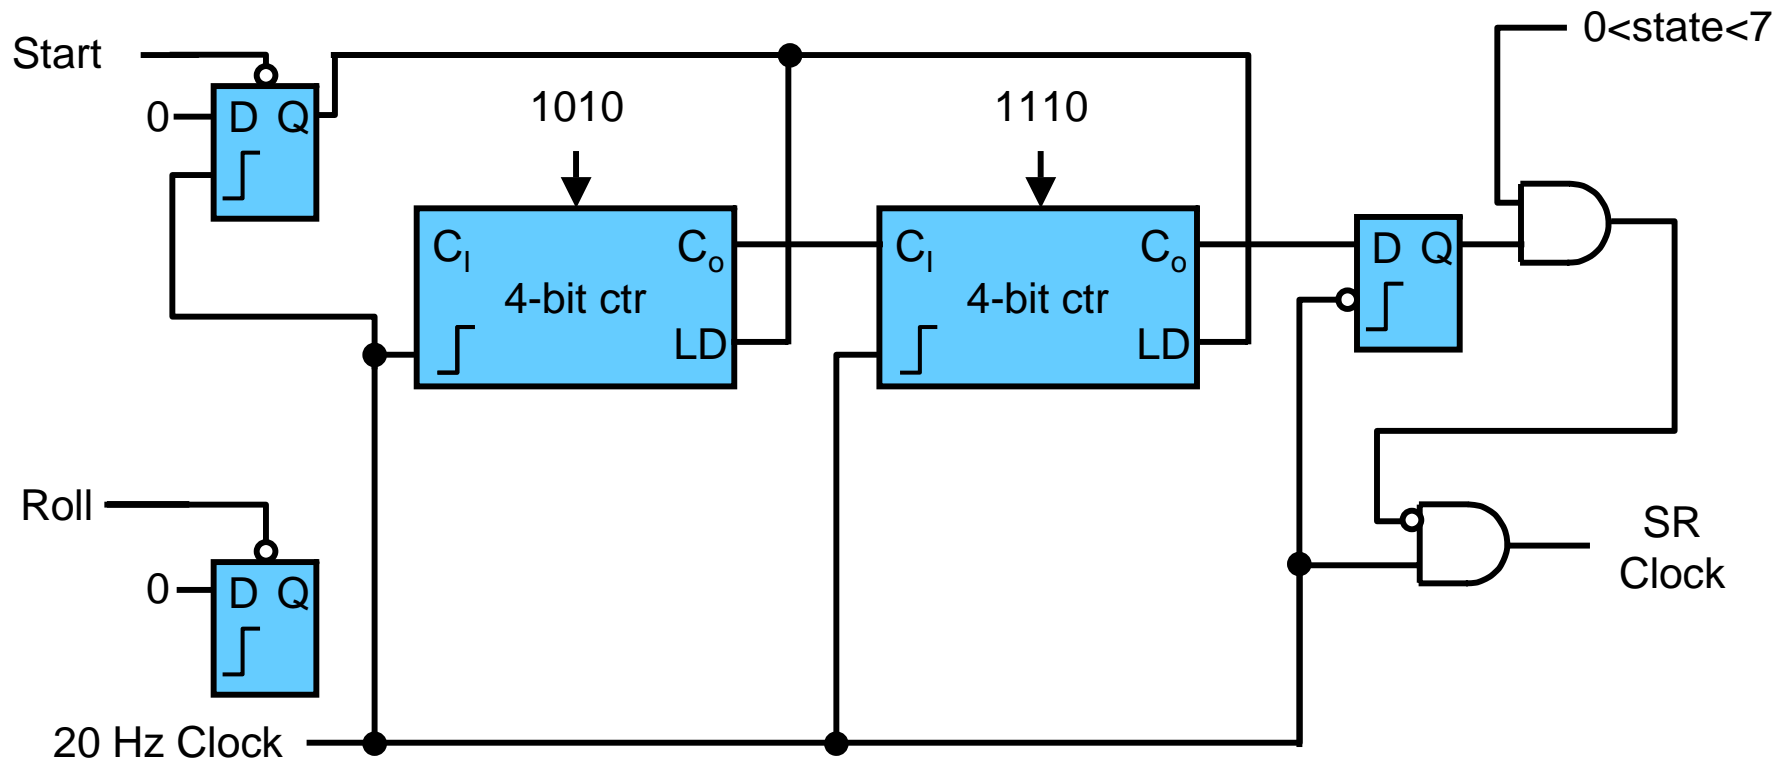 Start
0<state<7
0
D Q
1010
1110
C_I C_o
4-bit ctr
LD
C_I C_o
4-bit ctr
LD
D Q
Roll
0
D Q
SR
Clock
20 Hz Clock